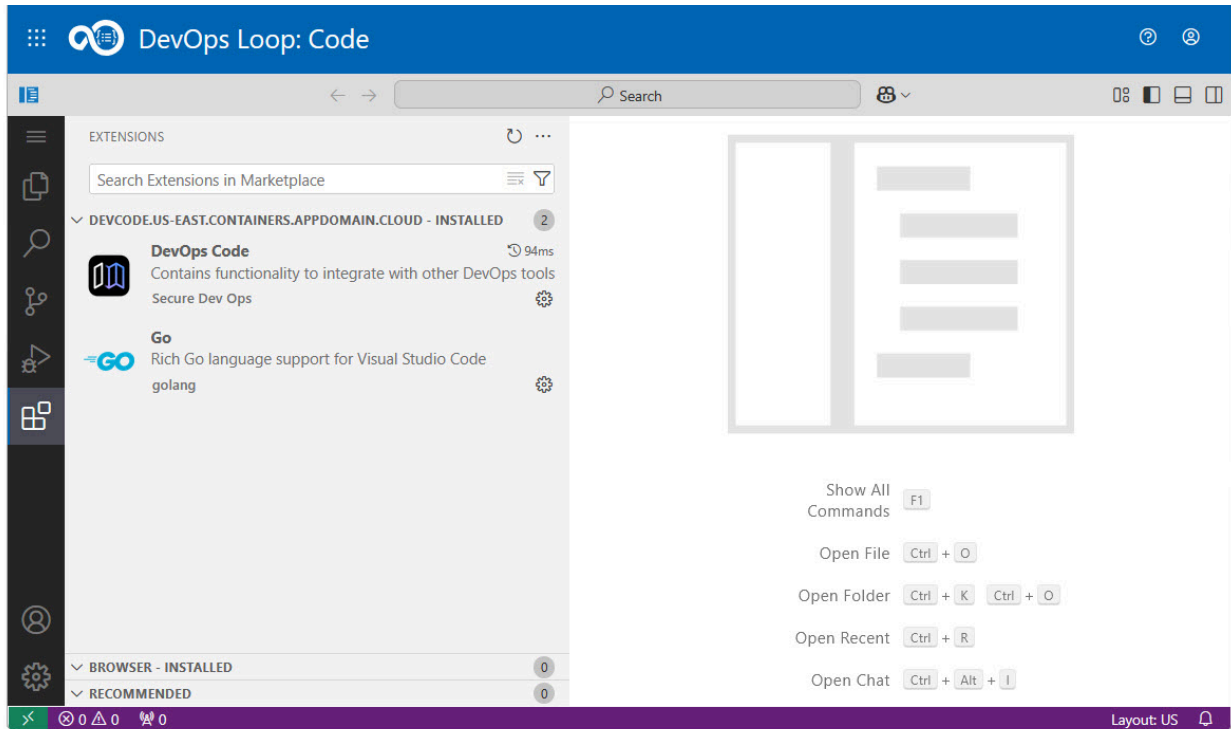 DevOps Loop: Code
Search
EXTENSIONS
Search Extensions in Marketplace
DEVCODE.US-EAST.CONTAINERS.APPDOMAIN.CLOUD - INSTALLED 2
DevOps Code 94ms
Contains functionality to integrate with other DevOps tools
Secure Dev Ops
GO
Go
Rich Go language support for Visual Studio Code
golang
BROWSER - INSTALLED 0
RECOMMENDED 0
Show All
Commands F1
Open File Ctrl + O
Open Folder Ctrl + K Ctrl + O
Open Recent Ctrl + R
Open Chat Ctrl + Alt + I
0 0 0 Layout: US